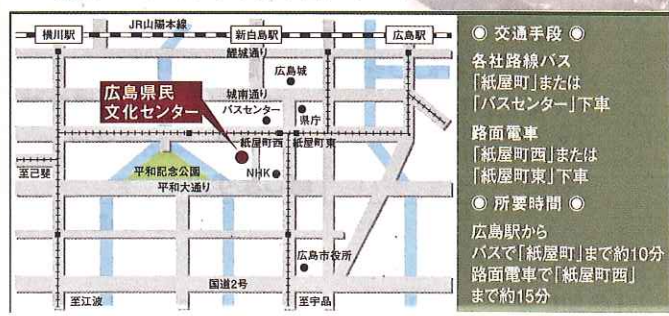 JR山陽本線
横川駅
新白島駅
広島駅
鯉城通り
広島城
城南通り
広島県民
文化センター
バスセンター
県庁
紙屋町西
紙屋町東
平和記念公園
NHK
至己斐
平和大通り
広島市役所
国道2号
至江波
至宇品
◎ 交通手段 ◎
各社路線バス
「紙屋町」または
「バスセンター」下車
路面電車
「紙屋町西」または
「紙屋町東」下車
◎ 所要時間 ◎
広島駅から
バスで「紙屋町」まで約10分
路面電車で「紙屋町西」
まで約15分